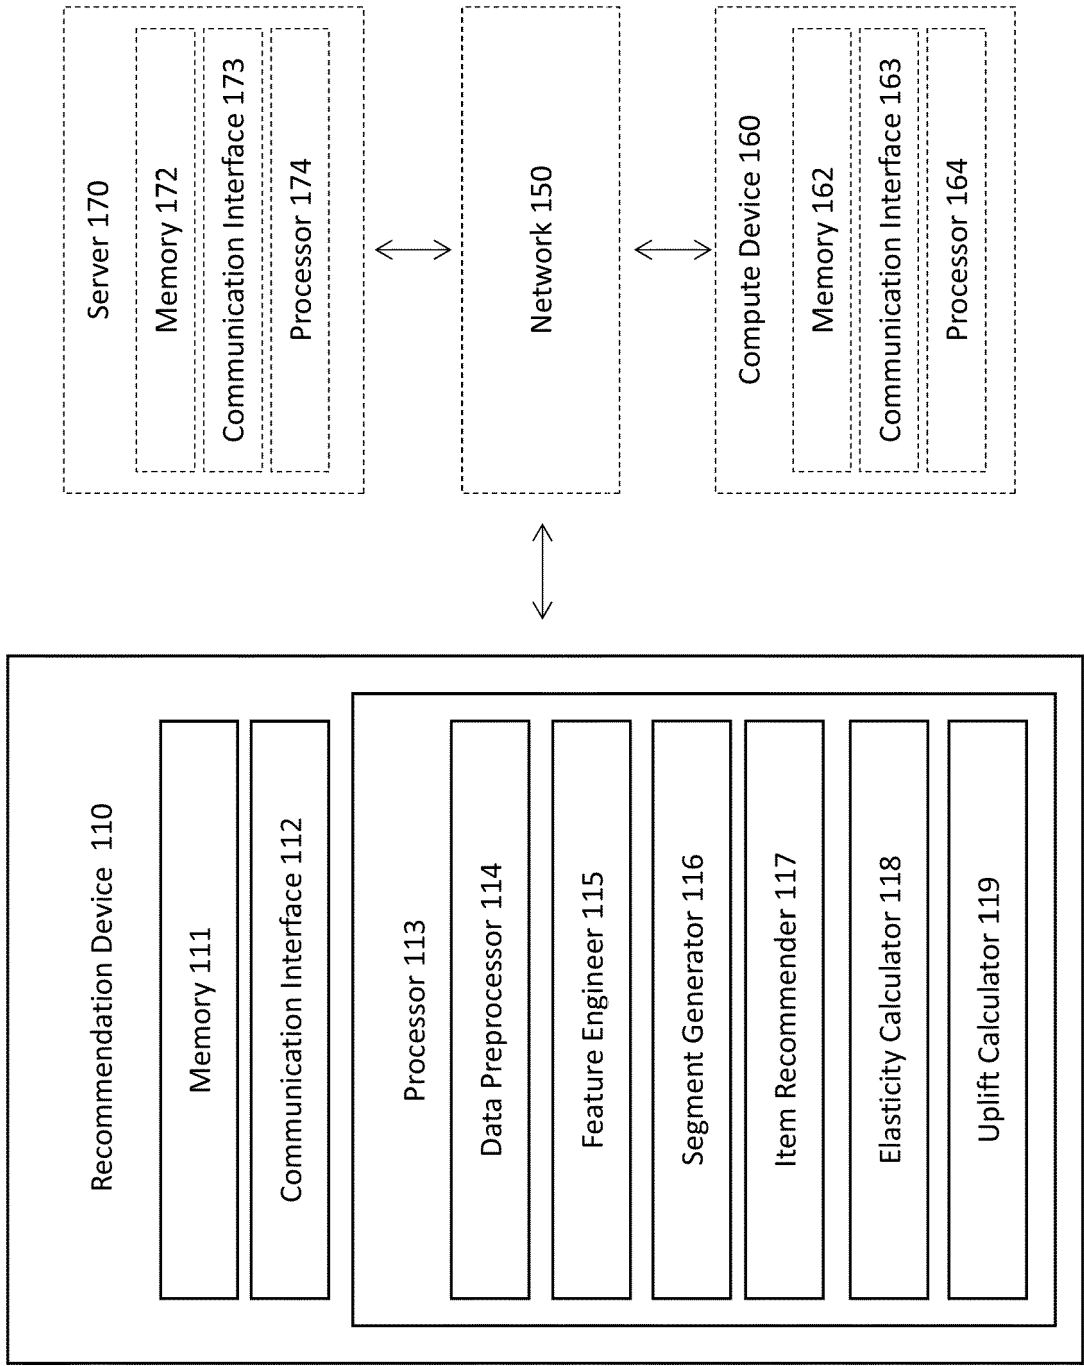 Recommendation Device 110
Memory 111
Communication Interface 112
Processor 113
Data Preprocessor 114
Feature Engineer 115
Segment Generator 116
Item Recommender 117
Elasticity Calculator 118
Uplift Calculator 119
Server 170
Memory 172
Communication Interface 173
Processor 174
Network 150
Compute Device 160
Memory 162
Communication Interface 163
Processor 164